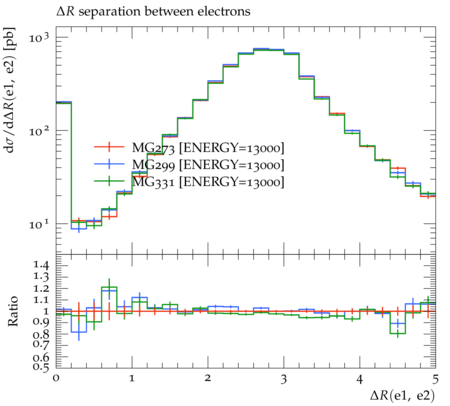 ΔR separation between electrons
dσ/dΔR(e1, e2) [pb]
10³
10²
10¹
MG273 [ENERGY=13000]
MG299 [ENERGY=13000]
MG331 [ENERGY=13000]
Ratio
1.4
1.3
1.2
1.1
1
0.9
0.8
0.7
0.6
0.5
0 1 2 3 4 5
ΔR(e1, e2)